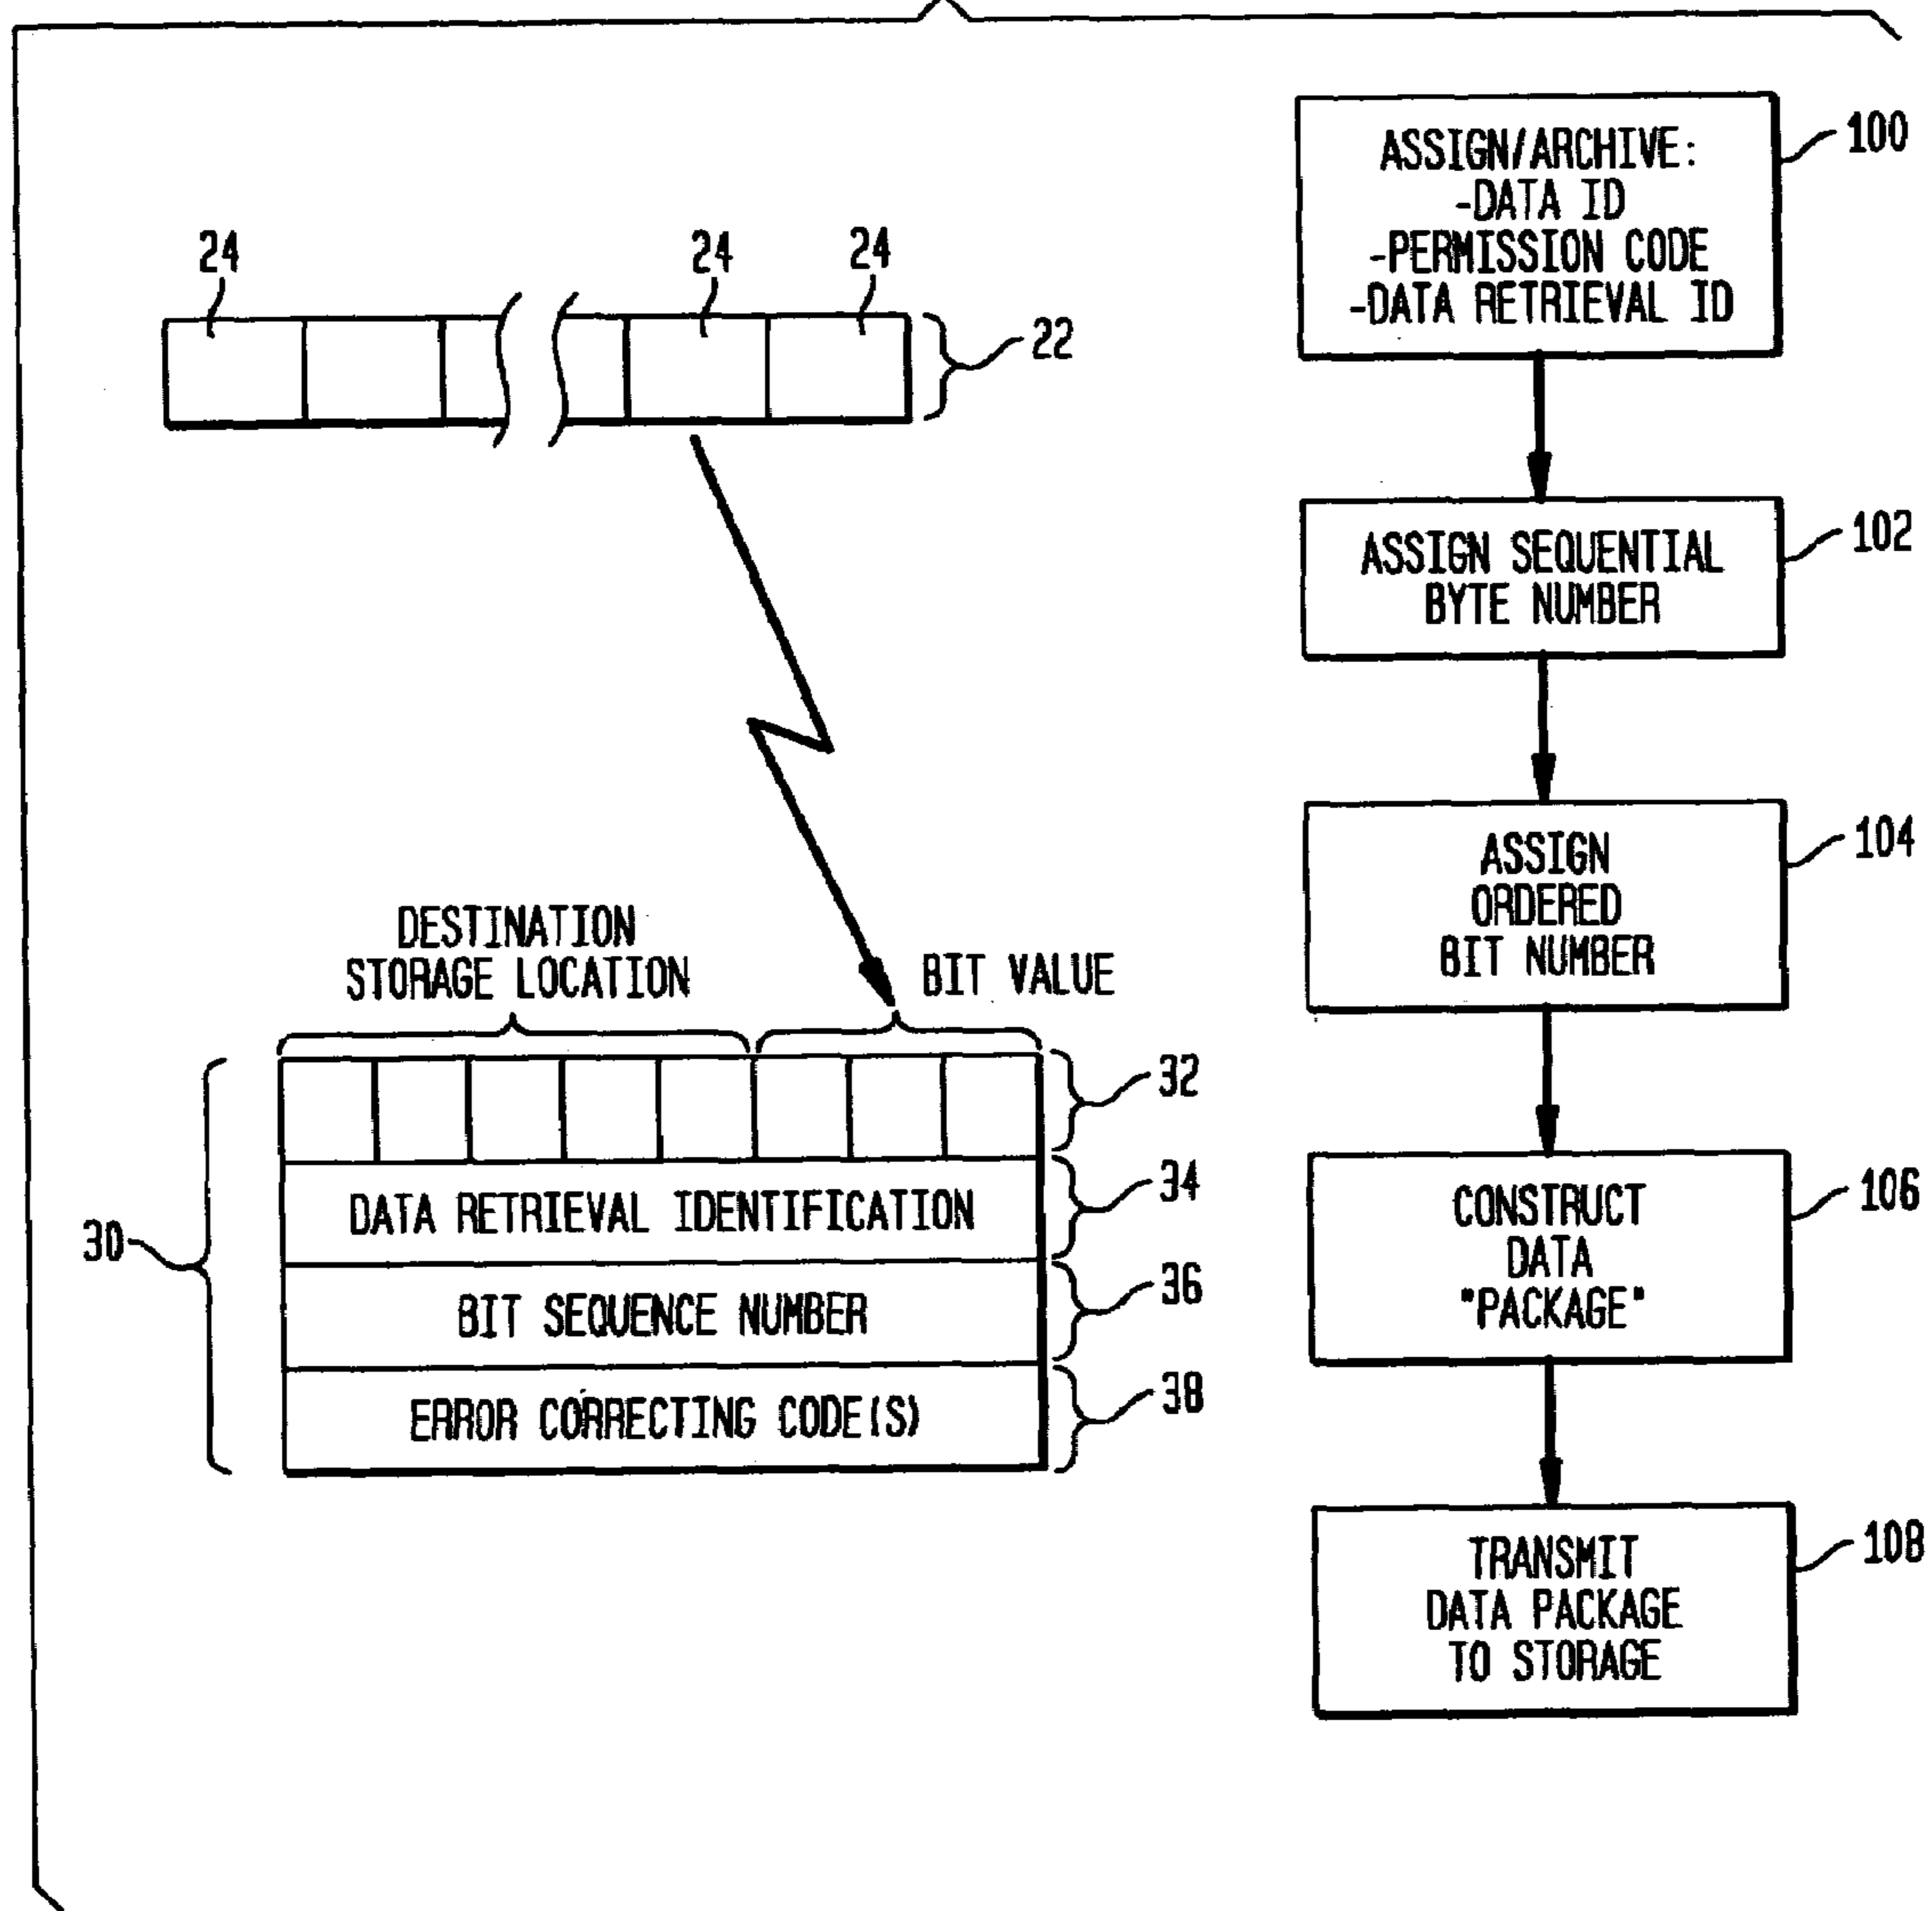 24
24
24
22
DESTINATION
STORAGE LOCATION
BIT VALUE
32
DATA RETRIEVAL IDENTIFICATION
34
30
BIT SEQUENCE NUMBER
36
ERROR CORRECTING CODE(S)
38
ASSIGN/ARCHIVE:
-DATA ID
-PERMISSION CODE
-DATA RETRIEVAL ID
100
ASSIGN SEQUENTIAL
BYTE NUMBER
102
ASSIGN
ORDERED
BIT NUMBER
104
CONSTRUCT
DATA
"PACKAGE"
106
TRANSMIT
DATA PACKAGE
TO STORAGE
108